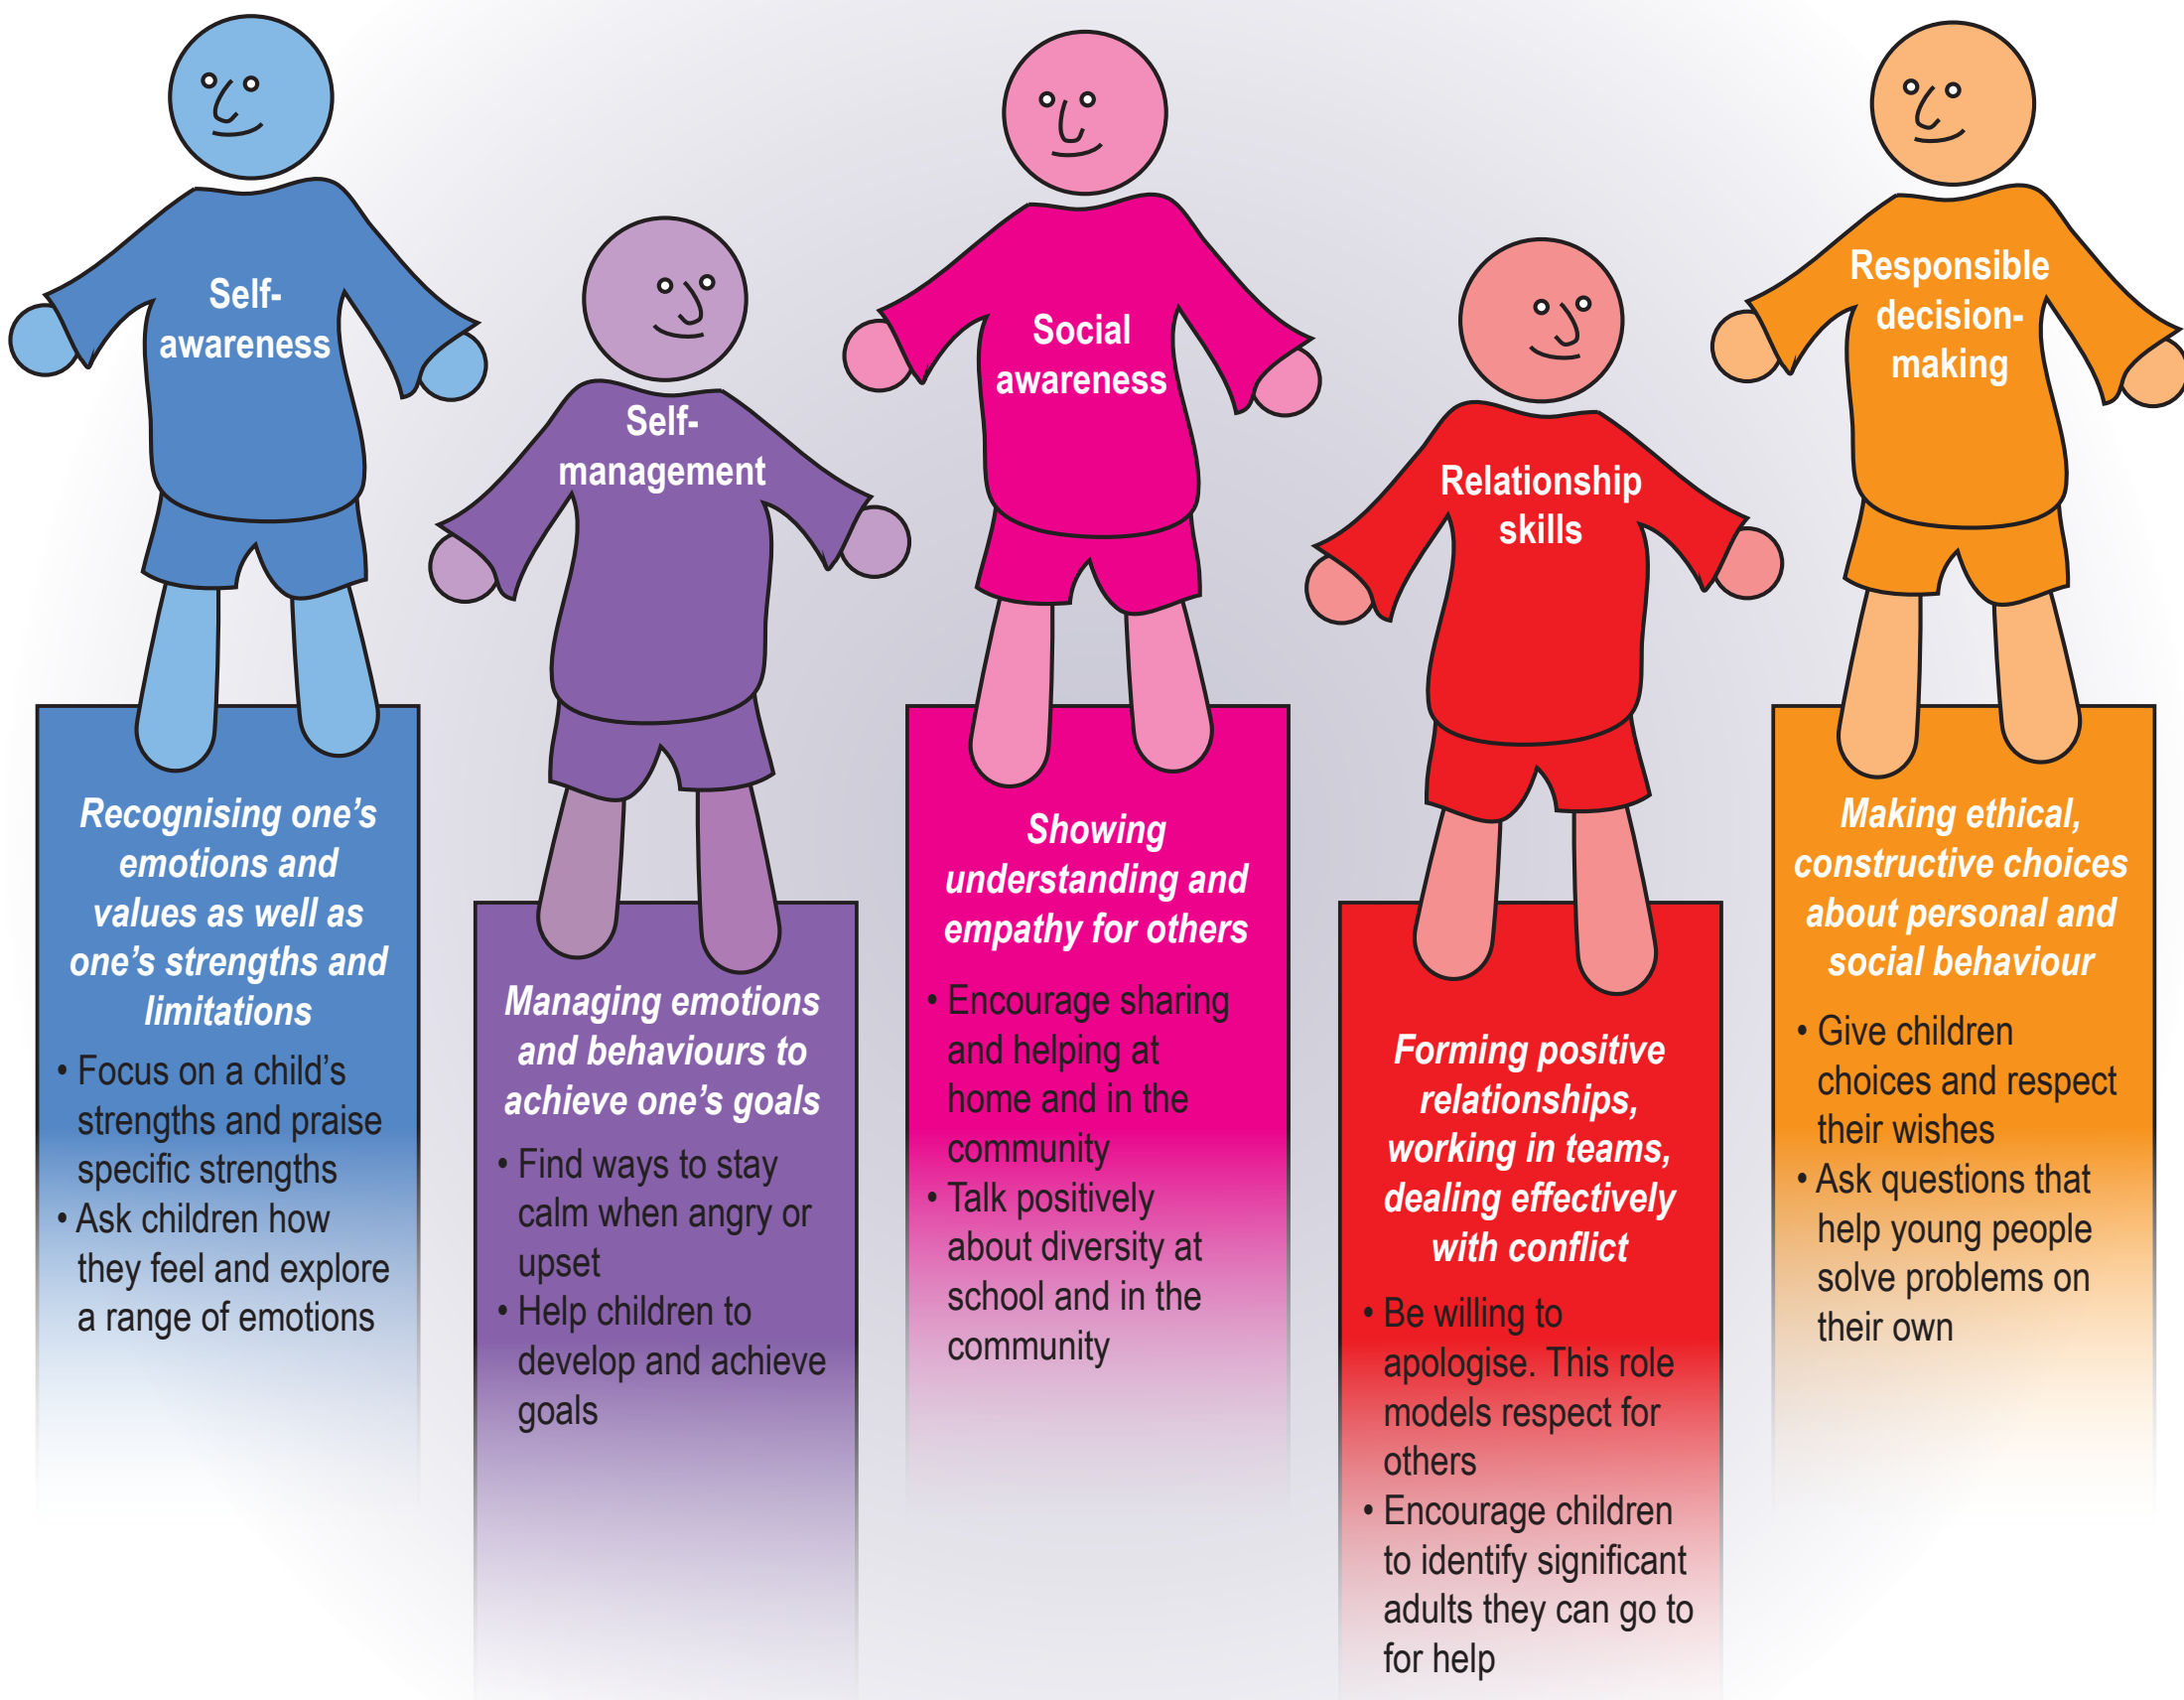 Self-
awareness
Recognising one’s
emotions and
values as well as
one’s strengths and
limitations
• Focus on a child’s
strengths and praise
specific strengths
• Ask children how
they feel and explore
a range of emotions
Self-
management
Managing emotions
and behaviours to
achieve one’s goals
• Find ways to stay
calm when angry or
upset
• Help children to
develop and achieve
goals
Social
awareness
Showing
understanding and
empathy for others
• Encourage sharing
and helping at
home and in the
community
• Talk positively
about diversity at
school and in the
community
Relationship
skills
Forming positive
relationships,
working in teams,
dealing effectively
with conflict
• Be willing to
apologise. This role
models respect for
others
• Encourage children
to identify significant
adults they can go to
for help
Responsible
decision-
making
Making ethical,
constructive choices
about personal and
social behaviour
• Give children
choices and respect
their wishes
• Ask questions that
help young people
solve problems on
their own